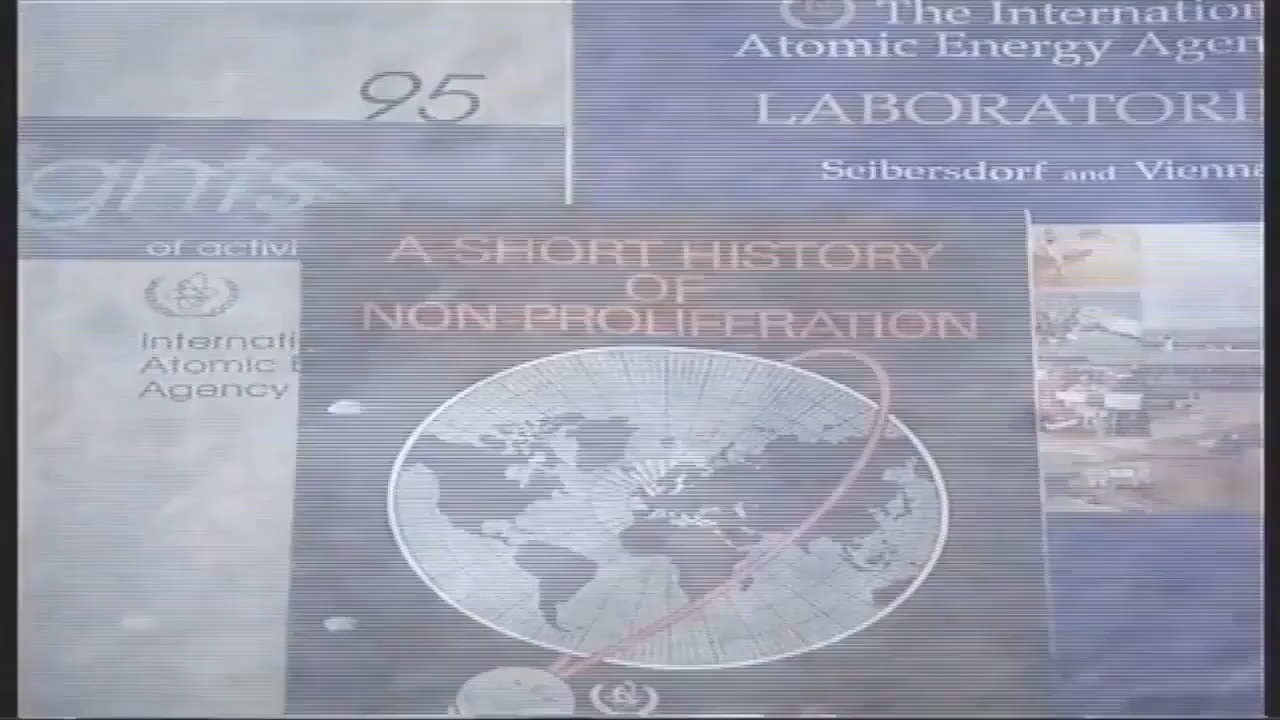 95
ghts
of activi
Internati
Atomic E
Agency
The Internation
Atomic Energy Agen
LABORATORI
Seibersdorf and Vienna
A SHORT HISTORY
OF
NON PROLIFERATION